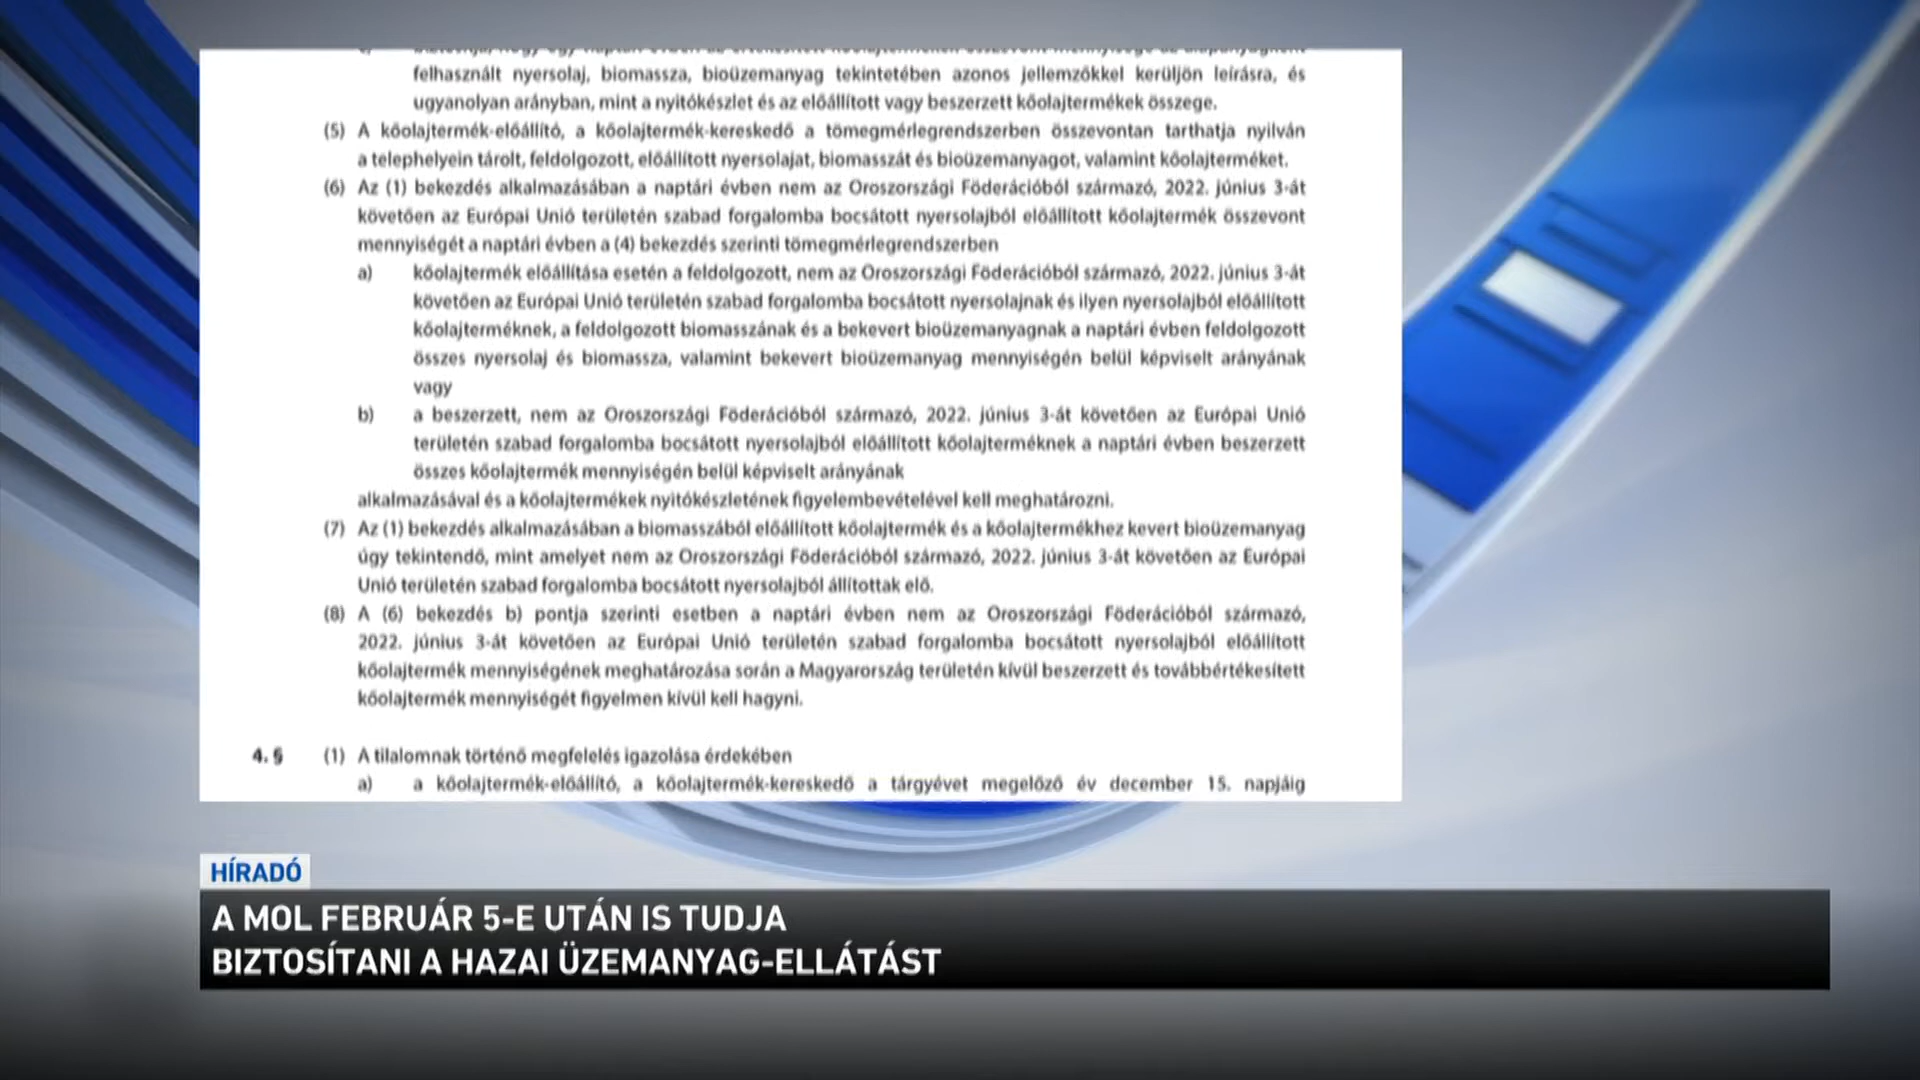 felhasznált nyersolaj, biomassza, bioüzemanyag tekintetében azonos jellemzőkkel kerüljön leírásra, és
ugyanolyan arányban, mint a nyitókészlet és az előállított vagy beszerzett kőolajtermékek összege.
(5) A kőolajtermék-előállító, a kőolajtermék-kereskedő a tömegmérlegrendszerben összevontan tarthatja nyilván
a telephelyein tárolt, feldolgozott, előállított nyersolajat, biomasszát és bioüzemanyagot, valamint kőolajterméket.
(6) Az (1) bekezdés alkalmazásában a naptári évben nem az Oroszországi Föderációból származó, 2022. június 3-át
követően az Európai Unió területén szabad forgalomba bocsátott nyersolajból előállított kőolajtermék összevont
mennyiségét a naptári évben a (4) bekezdés szerinti tömegmérlegrendszerben
a) kőolajtermék előállítása esetén a feldolgozott, nem az Oroszországi Föderációból származó, 2022. június 3-át
követően az Európai Unió területén szabad forgalomba bocsátott nyersolajnak és ilyen nyersolajból előállított
kőolajterméknek, a feldolgozott biomasszának és a bekevert bioüzemanyagnak a naptári évben feldolgozott
összes nyersolaj és biomassza, valamint bekevert bioüzemanyag mennyiségén belül képviselt arányának
vagy
b) a beszerzett, nem az Oroszországi Föderációból származó, 2022. június 3-át követően az Európai Unió
területén szabad forgalomba bocsátott nyersolajból előállított kőolajterméknek a naptári évben beszerzett
összes kőolajtermék mennyiségén belül képviselt arányának
alkalmazásával és a kőolajtermékek nyitókészletének figyelembevételével kell meghatározni.
(7) Az (1) bekezdés alkalmazásában a biomasszából előállított kőolajtermék és a kőolajtermékhez kevert bioüzemanyag
úgy tekintendő, mint amelyet nem az Oroszországi Föderációból származó, 2022. június 3-át követően az Európai
Unió területén szabad forgalomba bocsátott nyersolajból állítottak elő.
(8) A (6) bekezdés b) pontja szerinti esetben a naptári évben nem az Oroszországi Föderációból származó,
2022. június 3-át követően az Európai Unió területén szabad forgalomba bocsátott nyersolajból előállított
kőolajtermék mennyiségének meghatározása során a Magyarország területén kívül beszerzett és továbbértékesített
kőolajtermék mennyiségét figyelmen kívül kell hagyni.
4. § (1) A tilalomnak történő megfelelés igazolása érdekében
a) a kőolajtermék-előállító, a kőolajtermék-kereskedő a tárgyévet megelőző év december 15. napjáig
HÍRADÓ
A MOL FEBRUÁR 5-E UTÁN IS TUDJA
BIZTOSÍTANI A HAZAI ÜZEMANYAG-ELLÁTÁST